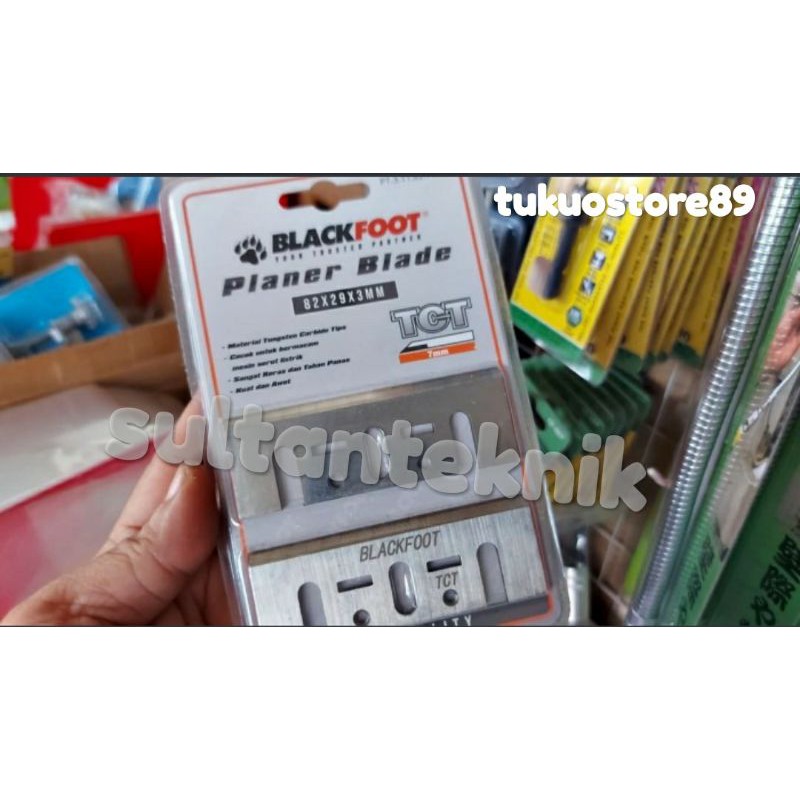 tukuostore89
BLACKFOOT
YOUR TRUSTED PARTNER
Planer Blade
82X29X3MM
TCT
7mm
- Material Tungsten Carbide Tips
- Cocok untuk bermacam
mesin serut listrik
- Sangat Keras dan Tahan Panas
- Kuat dan Awet
sultanteknik
BLACKFOOT
TCT